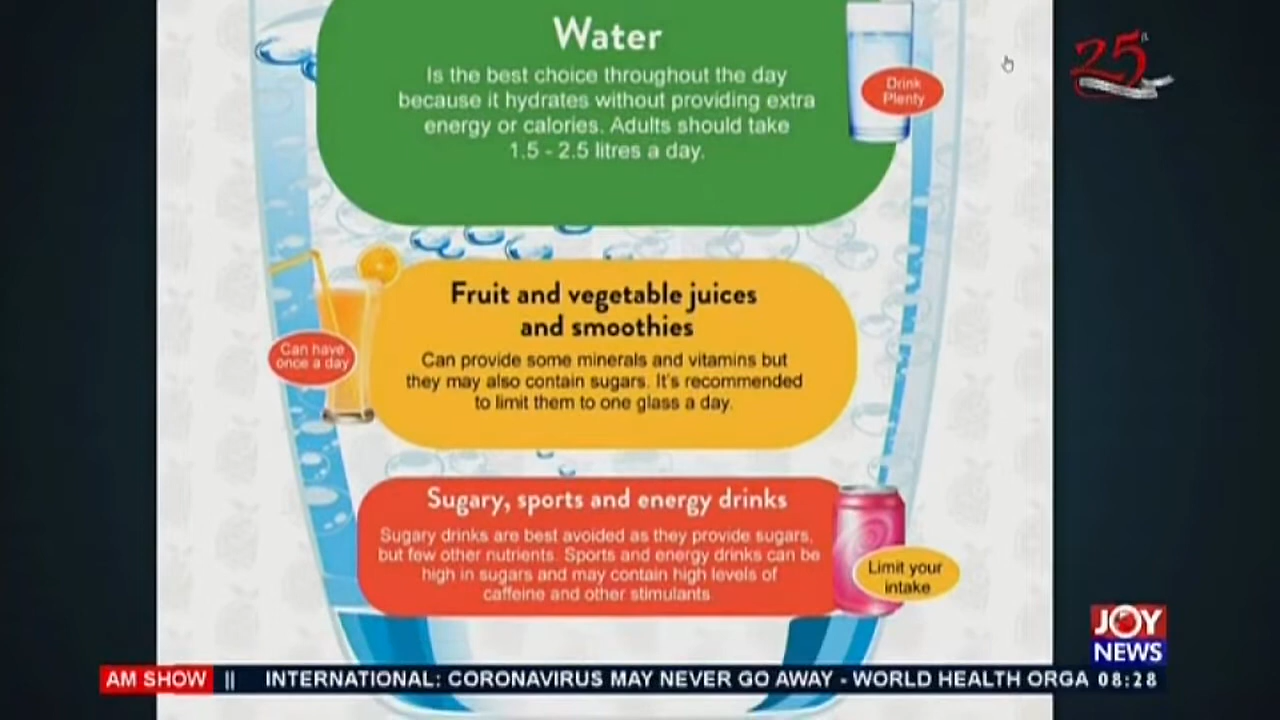 Water
Is the best choice throughout the day
because it hydrates without providing extra
energy or calories. Adults should take
1.5 - 2.5 litres a day.
Drink
Plenty
25th
Fruit and vegetable juices
and smoothies
Can provide some minerals and vitamins but
they may also contain sugars. It's recommended
to limit them to one glass a day.
Can have
once a day
Sugary, sports and energy drinks
Sugary drinks are best avoided as they provide sugars,
but few other nutrients. Sports and energy drinks can be
high in sugars and may contain high levels of
caffeine and other stimulants
Limit your
intake
JOY
NEWS
AM SHOW || INTERNATIONAL: CORONAVIRUS MAY NEVER GO AWAY - WORLD HEALTH ORGA 08:28